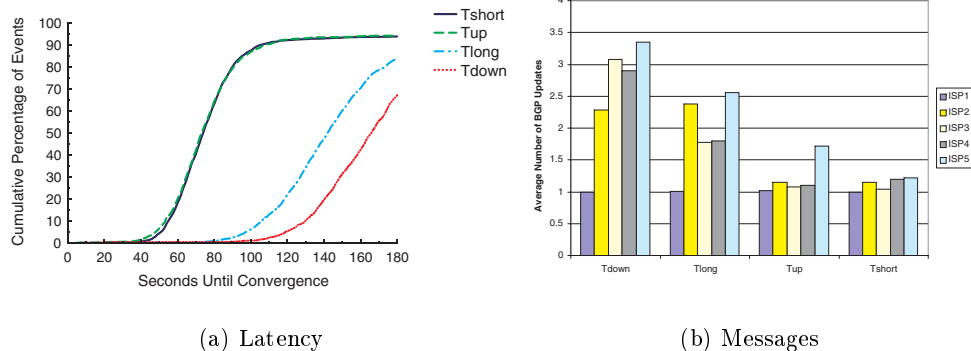 100
90
80
70
60
50
40
30
20
10
0
Cumulative Percentage of Events
0 20 40 60 80 100 120 140 160 180
Seconds Until Convergence
Tshort
Tup
Tlong
Tdown
(a) Latency
4
3.5
3
2.5
2
1.5
1
0.5
0
Average Number of BGP Updates
Tdown Tlong Tup Tshort
ISP1
ISP2
ISP3
ISP4
ISP5
(b) Messages